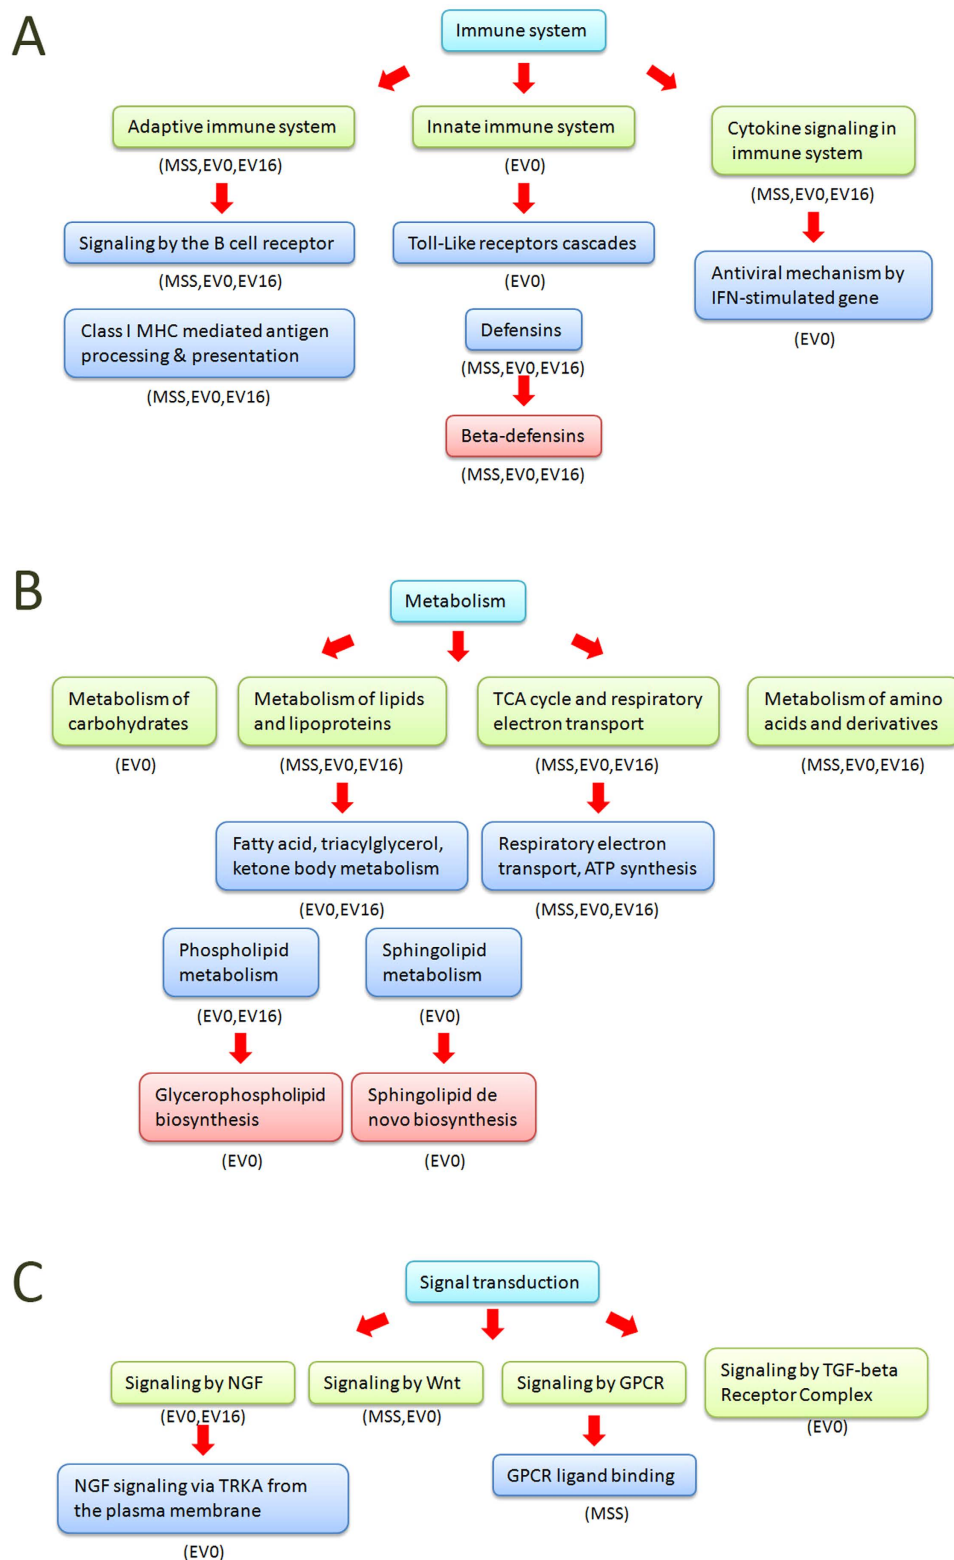 A
Immune system
Adaptive immune system
(MSS,EV0,EV16)
Innate immune system
(EV0)
Cytokine signaling in
immune system
(MSS,EV0,EV16)
Signaling by the B cell receptor
(MSS,EV0,EV16)
Toll-Like receptors cascades
(EV0)
Antiviral mechanism by
IFN-stimulated gene
(EV0)
Class I MHC mediated antigen
processing & presentation
(MSS,EV0,EV16)
Defensins
(MSS,EV0,EV16)
Beta-defensins
(MSS,EV0,EV16)
B
Metabolism
Metabolism of
carbohydrates
(EV0)
Metabolism of lipids
and lipoproteins
(MSS,EV0,EV16)
TCA cycle and respiratory
electron transport
(MSS,EV0,EV16)
Metabolism of amino
acids and derivatives
(MSS,EV0,EV16)
Fatty acid, triacylglycerol,
ketone body metabolism
(EV0,EV16)
Respiratory electron
transport, ATP synthesis
(MSS,EV0,EV16)
Phospholipid
metabolism
(EV0,EV16)
Sphingolipid
metabolism
(EV0)
Glycerophospholipid
biosynthesis
(EV0)
Sphingolipid de
novo biosynthesis
(EV0)
C
Signal transduction
Signaling by NGF
(EV0,EV16)
Signaling by Wnt
(MSS,EV0)
Signaling by GPCR
Signaling by TGF-beta
Receptor Complex
(EV0)
NGF signaling via TRKA from
the plasma membrane
(EV0)
GPCR ligand binding
(MSS)